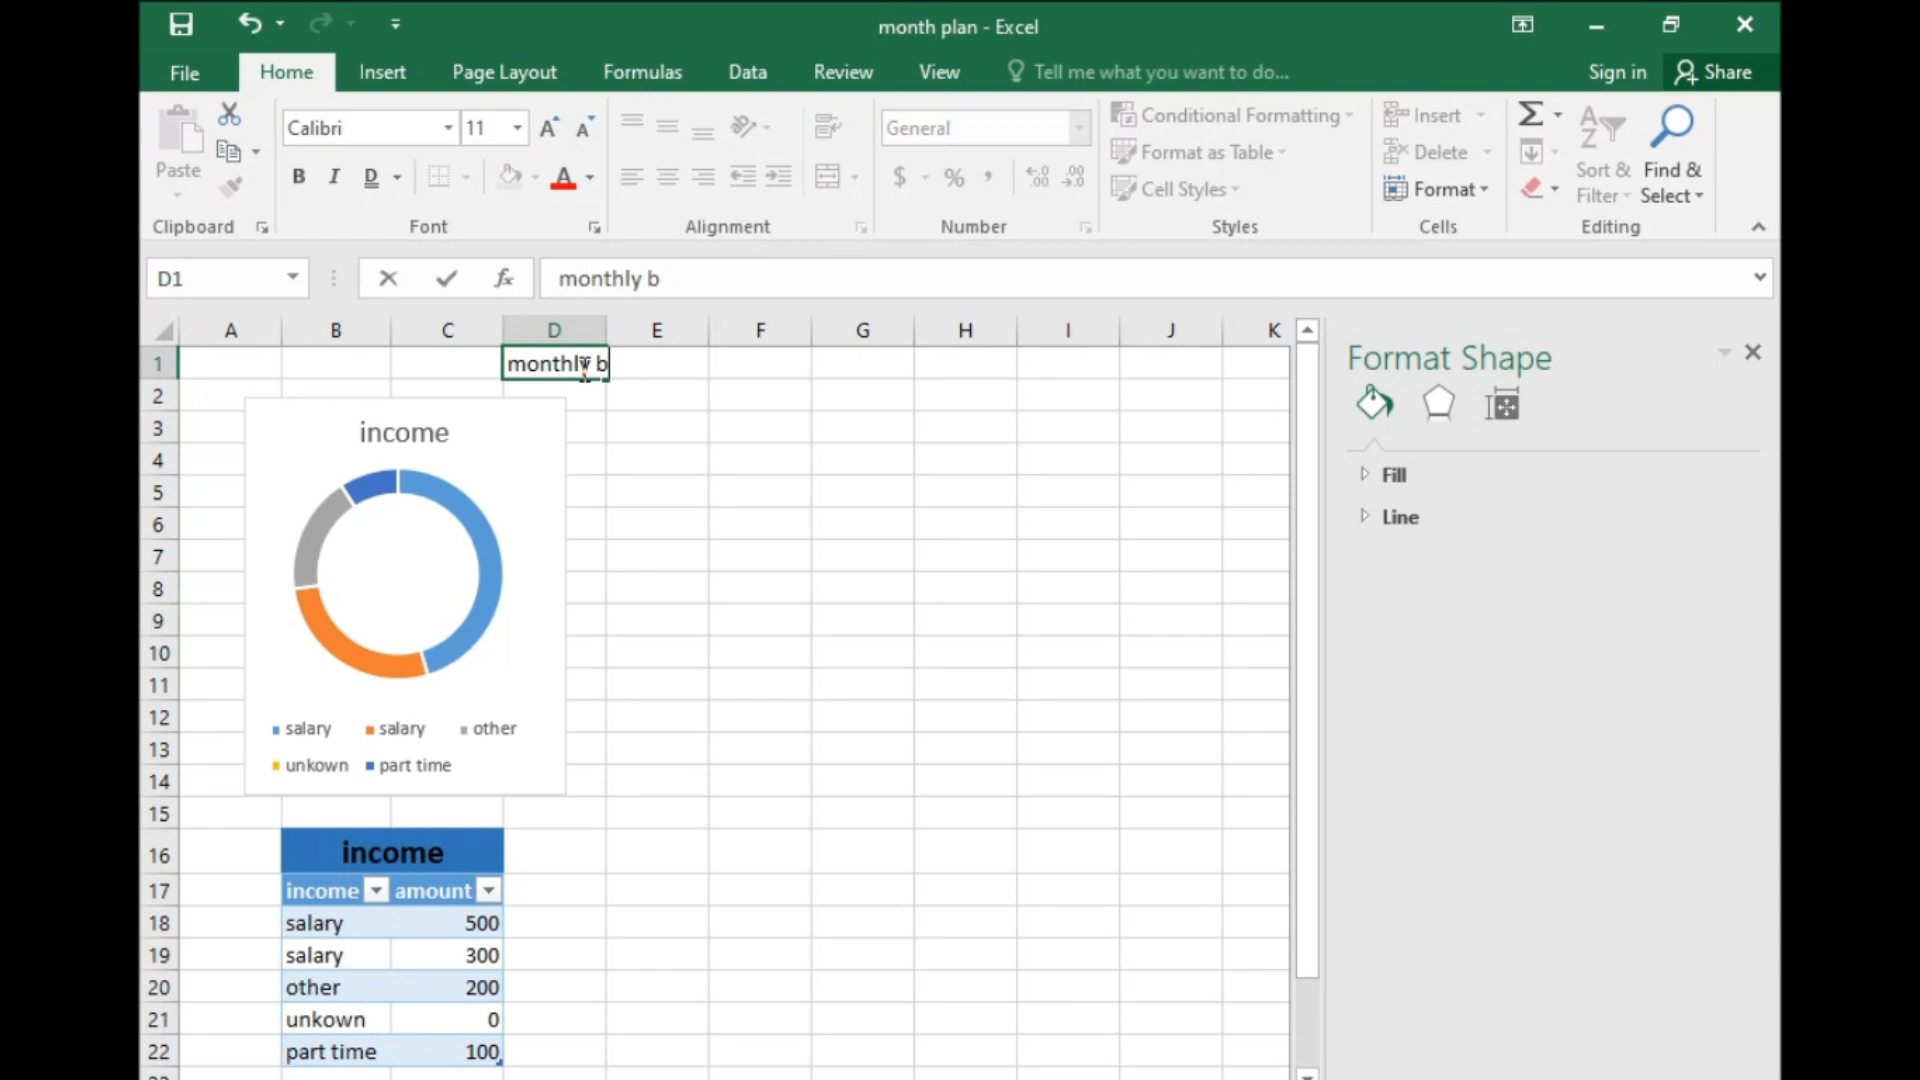 month plan - Excel
File Home Insert Page Layout Formulas Data Review View Tell me what you want to do... Sign in Share
Paste
Calibri 11
B I D A
General
$ % ,
Conditional Formatting
Format as Table
Cell Styles
Insert
Delete
Format
Sort & Filter
Find & Select
Clipboard Font Alignment Number Styles Cells Editing
D1 fx monthly b
A B C D E F G H I J K
1 monthly b
2
3
4
5
6
7
8
9
10
11
12
13
14
15
income
salary salary other
unkown part time
16 income
17 income amount
18 salary 500
19 salary 300
20 other 200
21 unkown 0
22 part time 100
Format Shape
Fill
Line